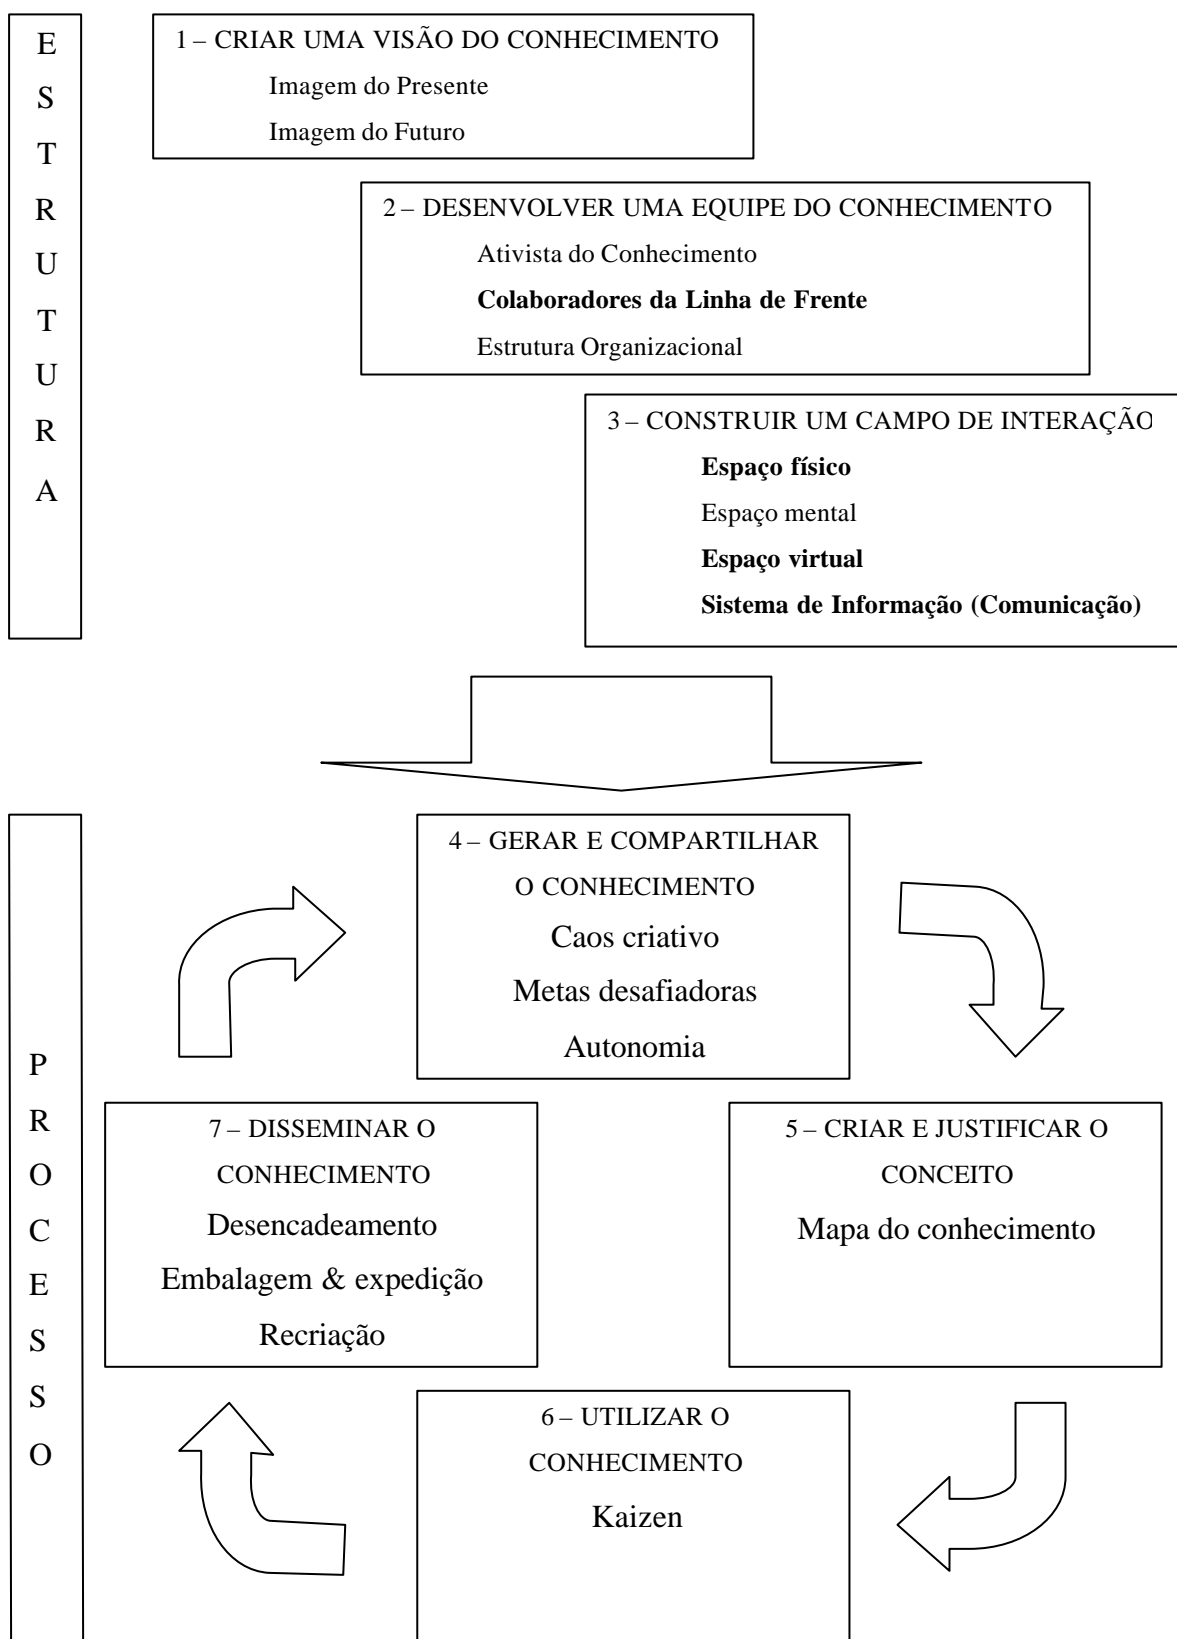 E
S
T
R
U
T
U
R
A
1 – CRIAR UMA VISÃO DO CONHECIMENTO
Imagem do Presente
Imagem do Futuro
2 – DESENVOLVER UMA EQUIPE DO CONHECIMENTO
Ativista do Conhecimento
Colaboradores da Linha de Frente
Estrutura Organizacional
3 – CONSTRUIR UM CAMPO DE INTERAÇÃO
Espaço físico
Espaço mental
Espaço virtual
Sistema de Informação (Comunicação)
P
R
O
C
E
S
S
O
4 – GERAR E COMPARTILHAR
O CONHECIMENTO
Caos criativo
Metas desafiadoras
Autonomia
5 – CRIAR E JUSTIFICAR O
CONCEITO
Mapa do conhecimento
6 – UTILIZAR O
CONHECIMENTO
Kaizen
7 – DISSEMINAR O
CONHECIMENTO
Desencadeamento
Embalagem & expedição
Recriação